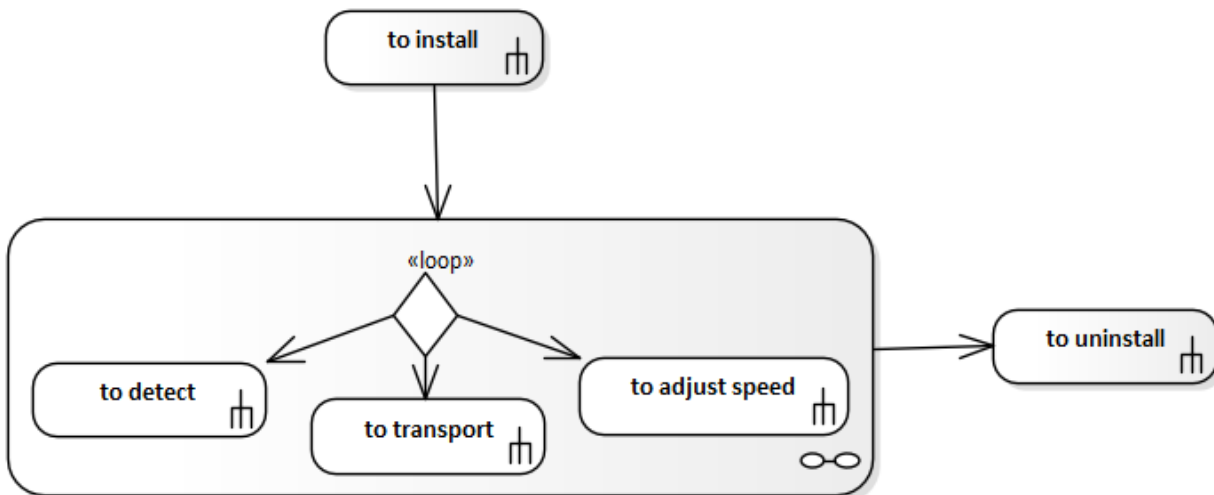 to install
«loop»
to detect
to transport
to adjust speed
to uninstall